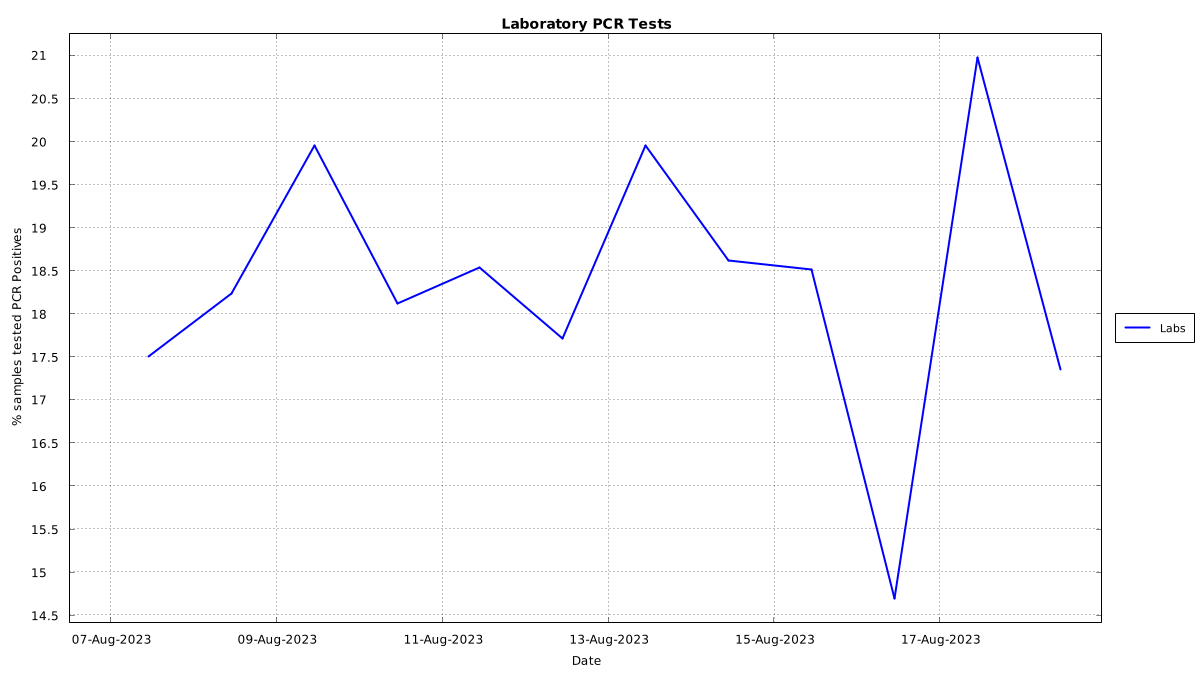 Laboratory PCR Tests
% samples tested PCR Positives
21
20.5
20
19.5
19
18.5
18
17.5
17
16.5
16
15.5
15
14.5
07-Aug-2023 09-Aug-2023 11-Aug-2023 13-Aug-2023 15-Aug-2023 17-Aug-2023
Date
Labs